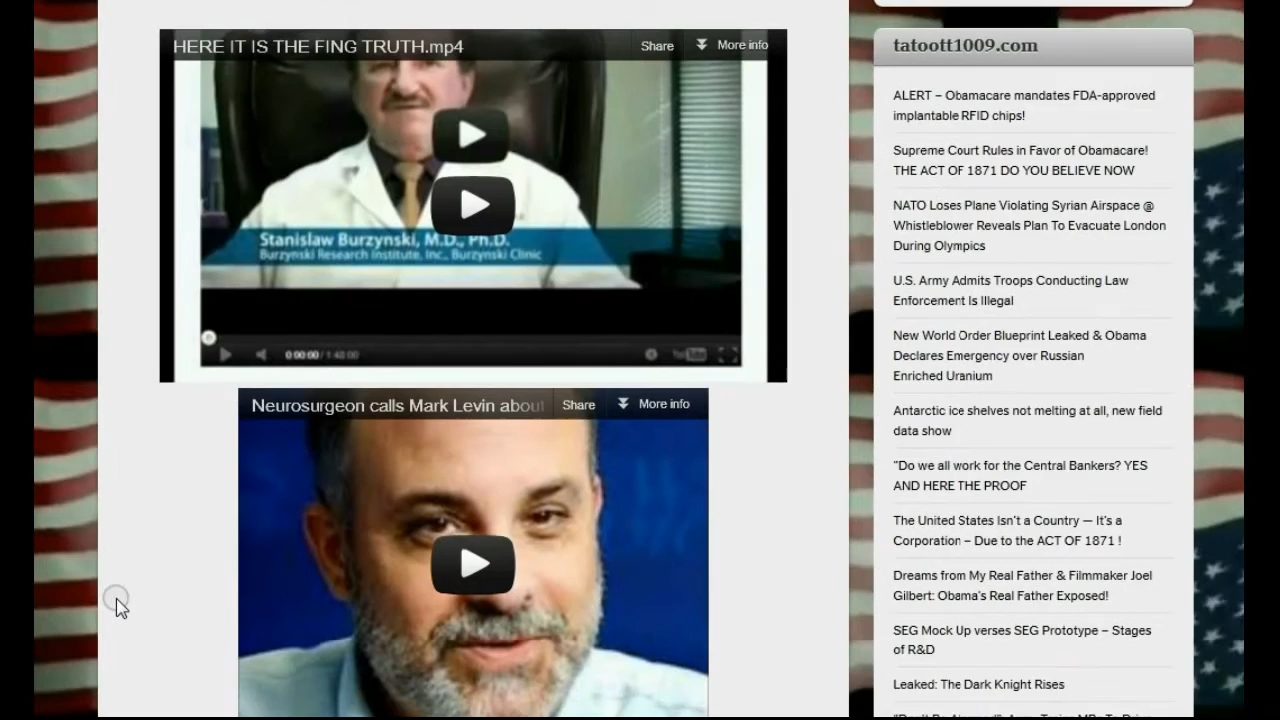 HERE IT IS THE FING TRUTH.mp4
Share
More info
Stanislaw Burzynski, M.D., Ph.D.
Burzynski Research Institute, Inc., Burzynski Clinic
0:00:00 / 1:48:00
YouTube
Neurosurgeon calls Mark Levin about
Share
More info
tatoott1009.com
ALERT – Obamacare mandates FDA-approved
implantable RFID chips!
Supreme Court Rules in Favor of Obamacare!
THE ACT OF 1871 DO YOU BELIEVE NOW
NATO Loses Plane Violating Syrian Airspace @
Whistleblower Reveals Plan To Evacuate London
During Olympics
U.S. Army Admits Troops Conducting Law
Enforcement Is Illegal
New World Order Blueprint Leaked & Obama
Declares Emergency over Russian
Enriched Uranium
Antarctic ice shelves not melting at all, new field
data show
"Do we all work for the Central Bankers? YES
AND HERE THE PROOF
The United States Isn't a Country — It's a
Corporation – Due to the ACT OF 1871 !
Dreams from My Real Father & Filmmaker Joel
Gilbert: Obama's Real Father Exposed!
SEG Mock Up verses SEG Prototype – Stages
of R&D
Leaked: The Dark Knight Rises